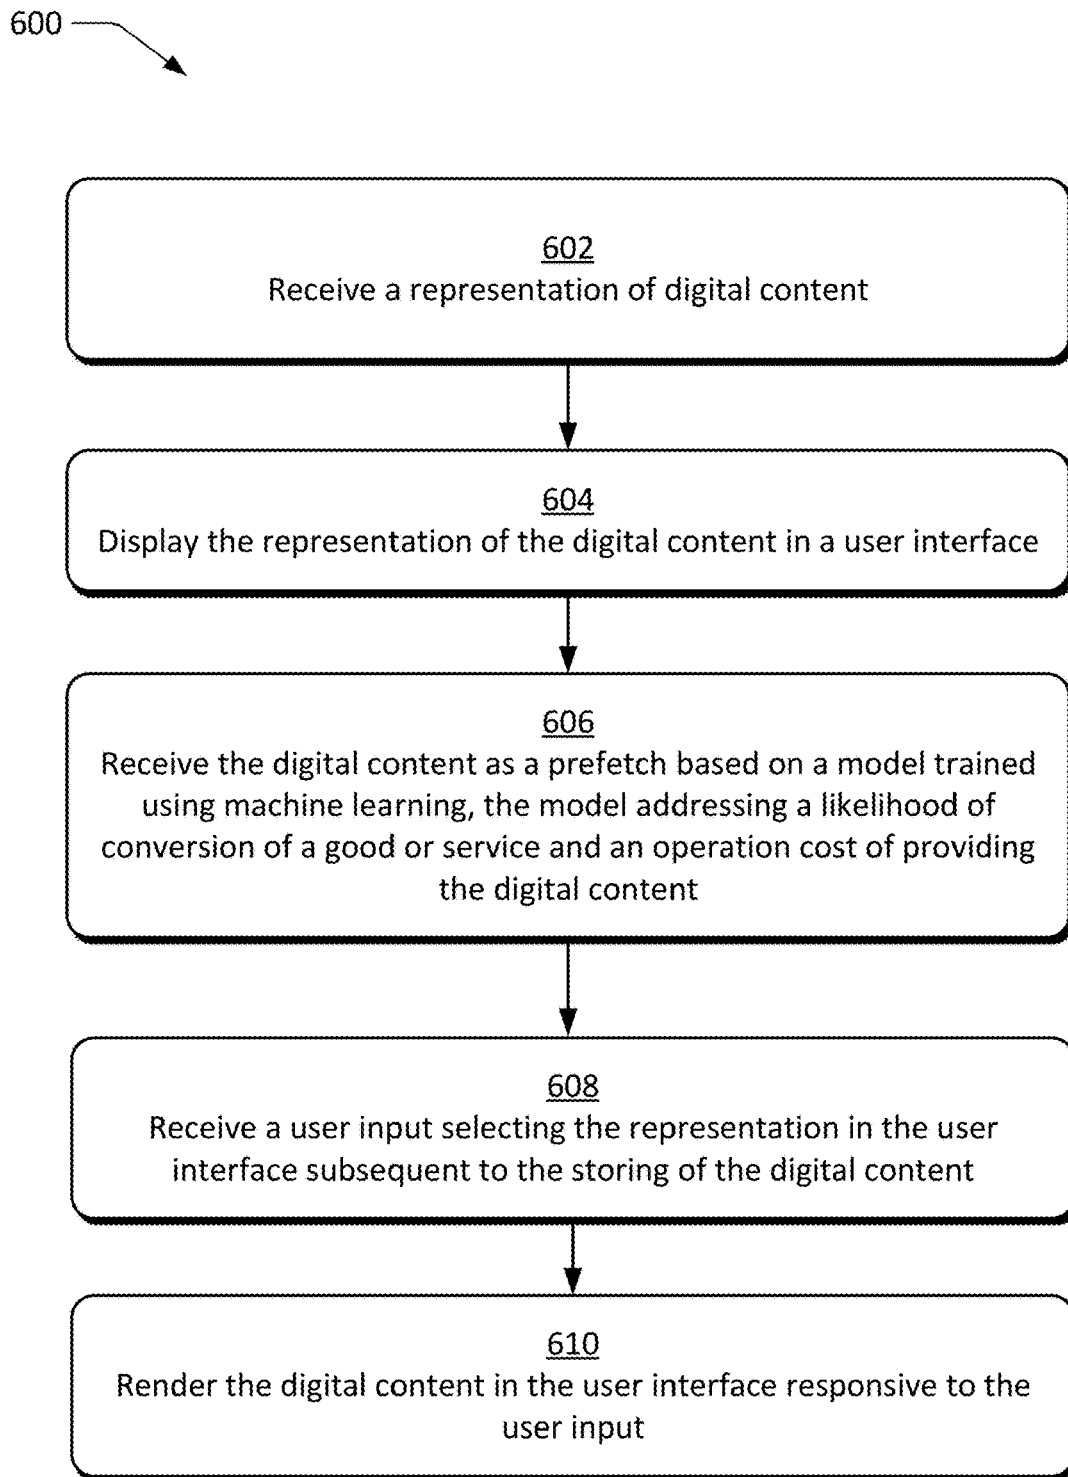 600
602
Receive a representation of digital content
604
Display the representation of the digital content in a user interface
606
Receive the digital content as a prefetch based on a model trained
using machine learning, the model addressing a likelihood of
conversion of a good or service and an operation cost of providing
the digital content
608
Receive a user input selecting the representation in the user
interface subsequent to the storing of the digital content
610
Render the digital content in the user interface responsive to the
user input